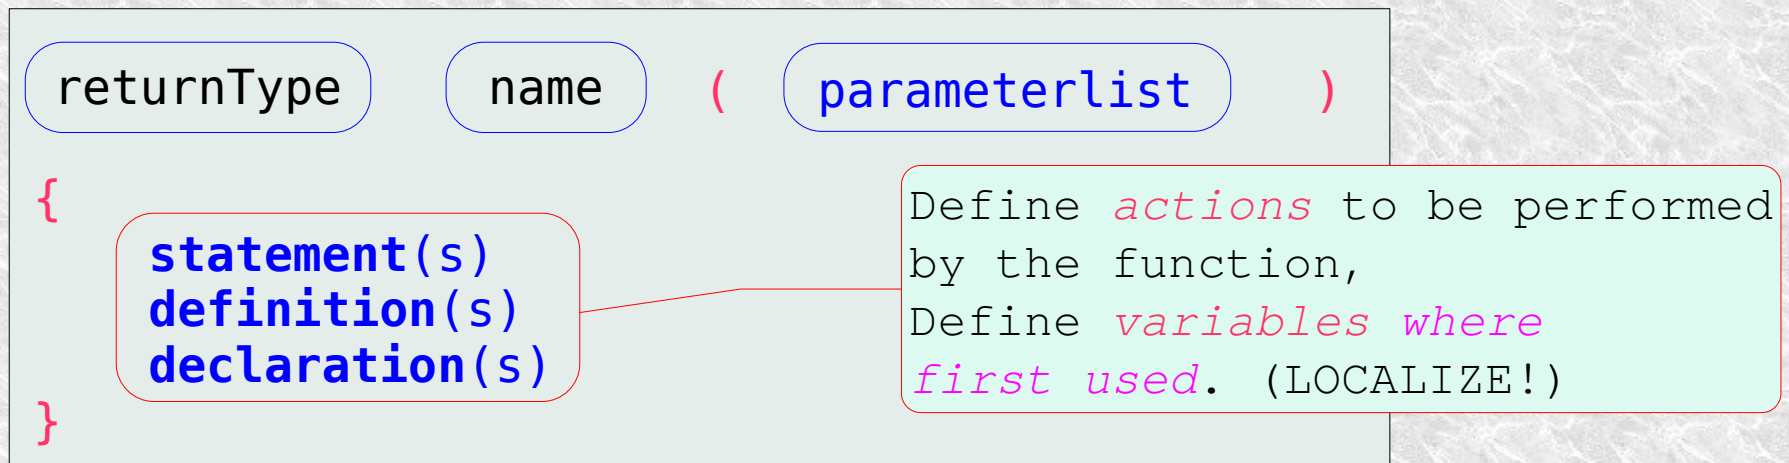 returnType name ( parameterlist )
{
statement(s)
definition(s)
declaration(s)
}
Define actions to be performed
by the function,
Define variables where
first used. (LOCALIZE!)